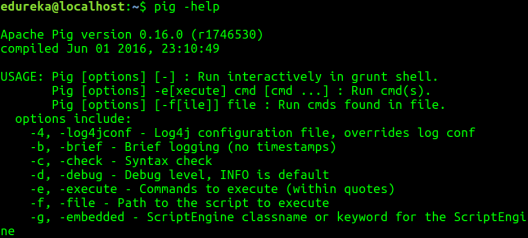 edureka@localhost:~$ pig -help
Apache Pig version 0.16.0 (r1746530)
compiled Jun 01 2016, 23:10:49
USAGE: Pig [options] [-] : Run interactively in grunt shell.
Pig [options] -e[xecute] cmd [cmd ...] : Run cmd(s).
Pig [options] [-f[ile]] file : Run cmds found in file.
options include:
-4, -log4jconf - Log4j configuration file, overrides log conf
-b, -brief - Brief logging (no timestamps)
-c, -check - Syntax check
-d, -debug - Debug level, INFO is default
-e, -execute - Commands to execute (within quotes)
-f, -file - Path to the script to execute
-g, -embedded - ScriptEngine classname or keyword for the ScriptEngi
ne